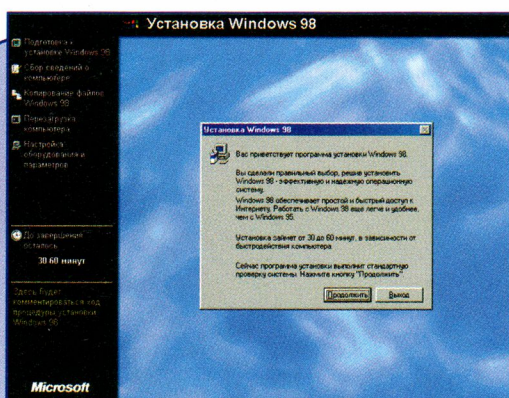 Установка Windows 98
Подготовка к
установке Windows 98
Сбор сведений о
компьютере
Копирование файлов
Windows 98
Перезагрузка
компьютера
Настройка
оборудования и
параметров
До завершения
осталось
30-60 минут
Здесь будет
комментироваться ход
процедуры установки
Windows 98
Microsoft
Установка Windows 98
Вас приветствует программа установки Windows 98.
Вы сделали правильный выбор, решив установить
Windows 98 - эффективную и надежную операционную
систему.
Windows 98 обеспечивает простой и быстрый доступ к
Интернету. Работать с Windows 98 еще легче и удобнее,
чем с Windows 95.
Установка займет от 30 до 60 минут, в зависимости от
быстродействия компьютера.
Сейчас программа установки выполнит стандартную
проверку системы. Нажмите кнопку "Продолжить".
Продолжить
Выход